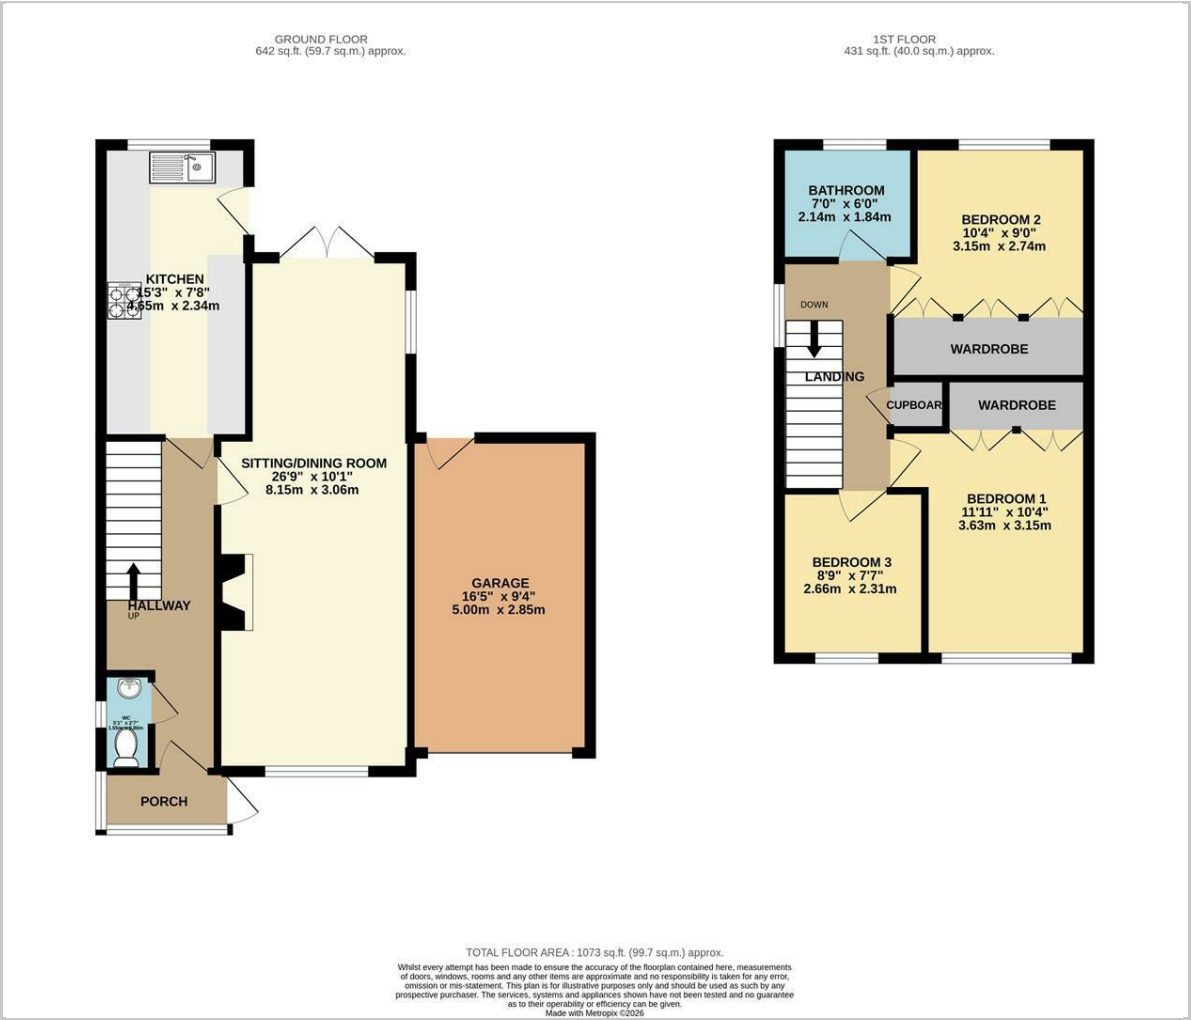 GROUND FLOOR
642 sq.ft. (59.7 sq.m.) approx.
1ST FLOOR
431 sq.ft. (40.0 sq.m.) approx.
KITCHEN
15'3" x 7'8"
4.65m x 2.34m
SITTING/DINING ROOM
26'9" x 10'1"
8.15m x 3.06m
GARAGE
16'5" x 9'4"
5.00m x 2.85m
HALLWAY
UP
WC
5'1" x 2'7"
PORCH
BATHROOM
7'0" x 6'0"
2.14m x 1.84m
BEDROOM 2
10'4" x 9'0"
3.15m x 2.74m
DOWN
WARDROBE
LANDING
CUPBOAR
WARDROBE
BEDROOM 1
11'11" x 10'4"
3.63m x 3.15m
BEDROOM 3
8'9" x 7'7"
2.66m x 2.31m
TOTAL FLOOR AREA : 1073 sq.ft. (99.7 sq.m.) approx.
Whilst every attempt has been made to ensure the accuracy of the floorplan contained here, measurements
of doors, windows, rooms and any other items are approximate and no responsibility is taken for any error,
omission or mis-statement. This plan is for illustrative purposes only and should be used as such by any
prospective purchaser. The services, systems and appliances shown have not been tested and no guarantee
as to their operability or efficiency can be given.
Made with Metropix ©2026